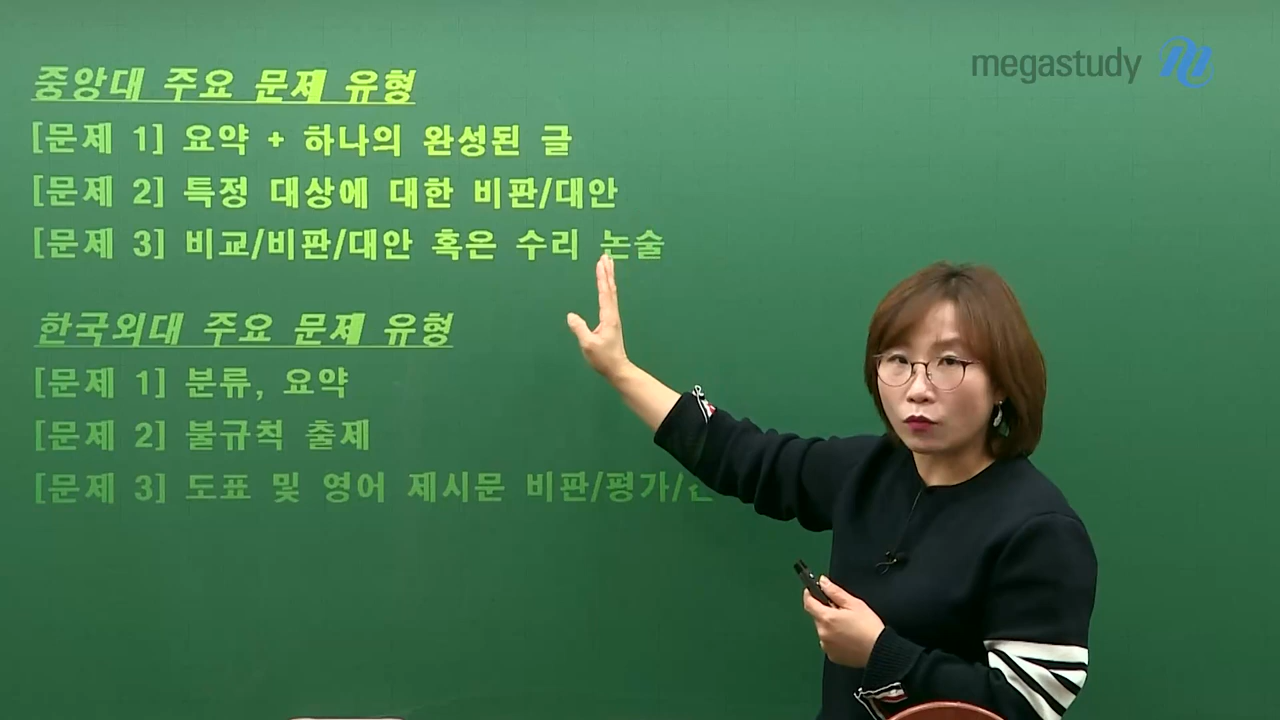 megastudy
중앙대 주요 문제 유형
[문제 1] 요약 + 하나의 완성된 글
[문제 2] 특정 대상에 대한 비판/대안
[문제 3] 비교/비판/대안 혹은 수리 논술
한국외대 주요 문제 유형
[문제 1] 분류, 요약
[문제 2] 불규칙 출제
[문제 3] 도표 및 영어 제시문 비판/평가/